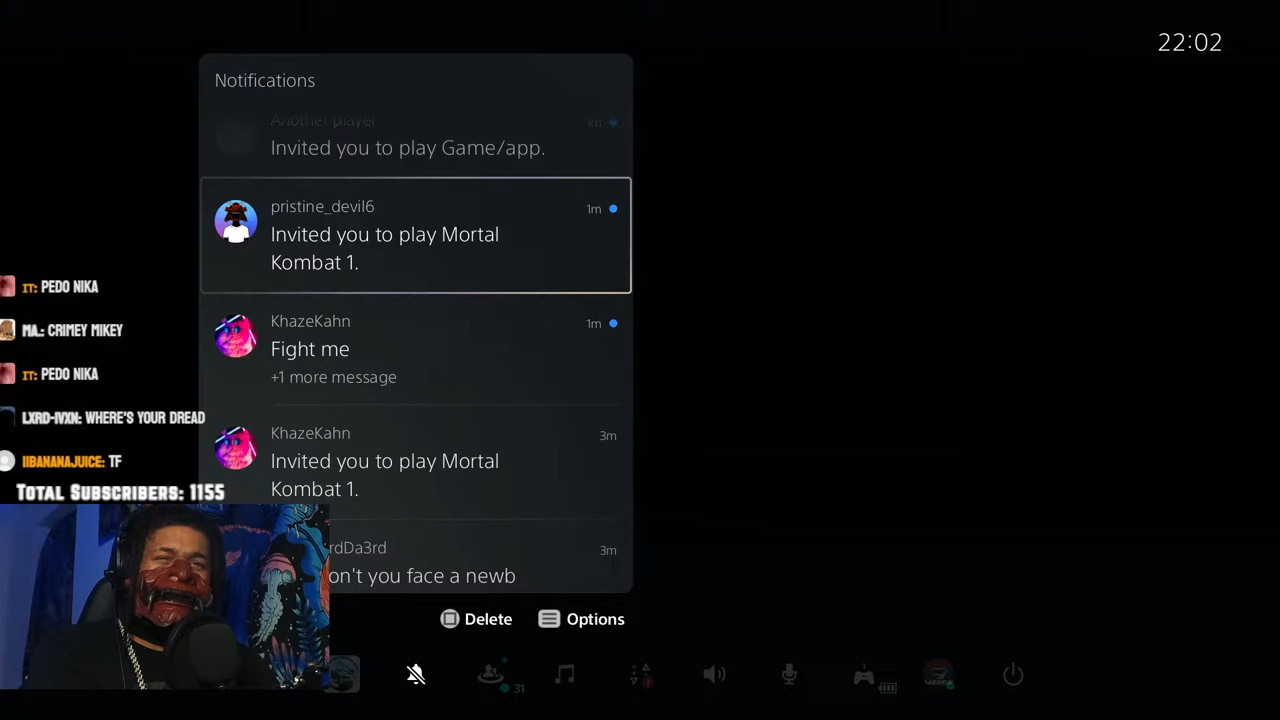 22:02
Notifications
Another player
Invited you to play Game/app.
pristine_devil6
1m
Invited you to play Mortal
Kombat 1.
KhazeKahn
1m
Fight me
+1 more message
KhazeKahn
3m
Invited you to play Mortal
Kombat 1.
rdDa3rd
3m
on't you face a newb
Delete
Options
31
IT: PEDO NIKA
MA.: CRIMEY MIKEY
IT: PEDO NIKA
LXRD-IVXN: WHERE'S YOUR DREAD
IIBANANAJUICE: TF
TOTAL SUBSCRIBERS: 1155